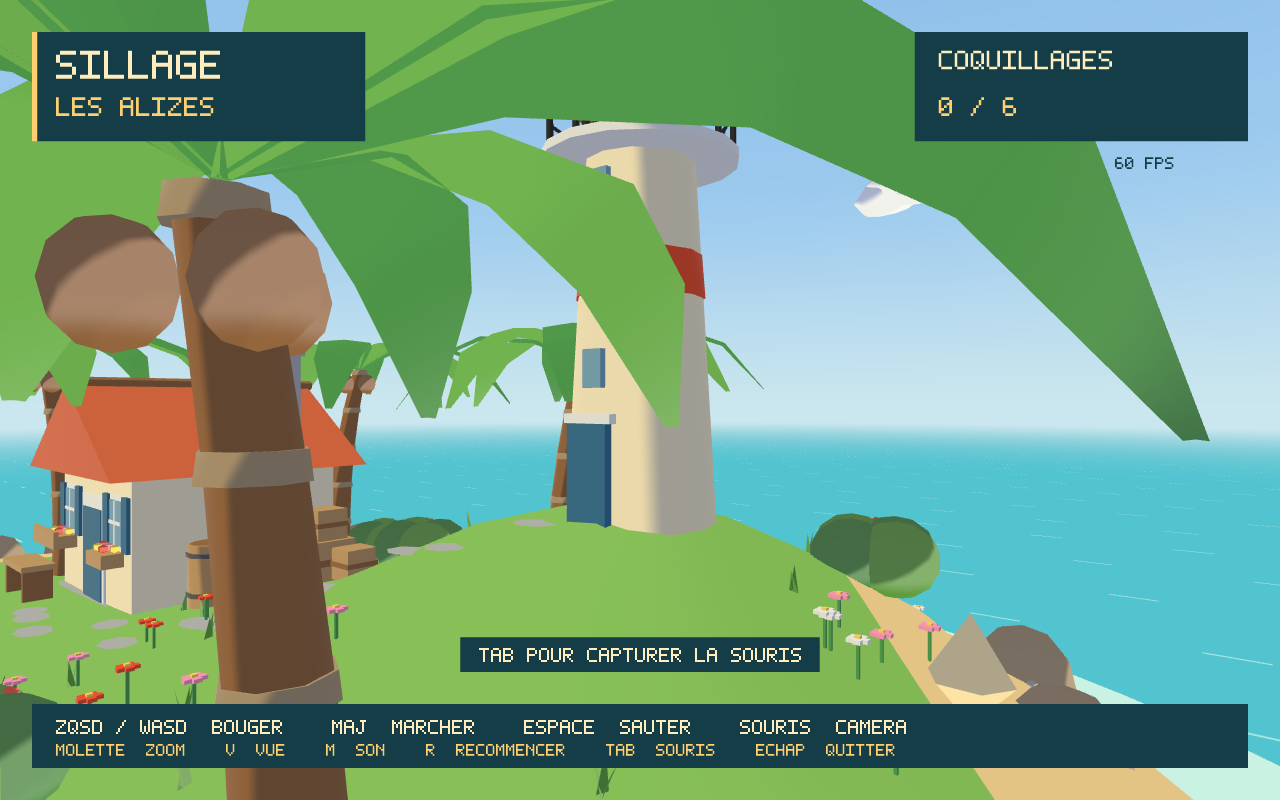 SILLAGE
LES ALIZES
COQUILLAGES
0 / 6
60 FPS
TAB POUR CAPTURER LA SOURIS
ZQSD / WASD BOUGER MAJ MARCHER ESPACE SAUTER SOURIS CAMERA
MOLETTE ZOOM V VUE M SON R RECOMMENCER TAB SOURIS ECHAP QUITTER